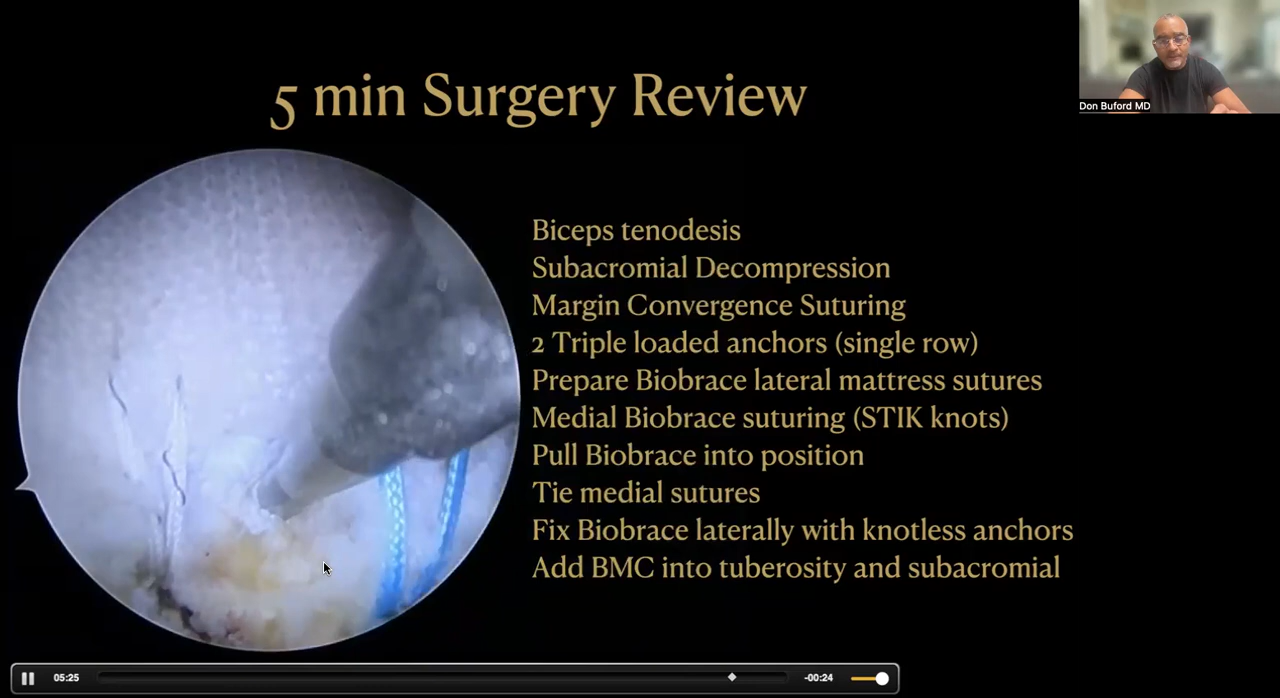 5 min Surgery Review
Don Buford MD
Biceps tenodesis
Subacromial Decompression
Margin Convergence Suturing
2 Triple loaded anchors (single row)
Prepare Biobrace lateral mattress sutures
Medial Biobrace suturing (STIK knots)
Pull Biobrace into position
Tie medial sutures
Fix Biobrace laterally with knotless anchors
Add BMC into tuberosity and subacromial
05:25
-00:24